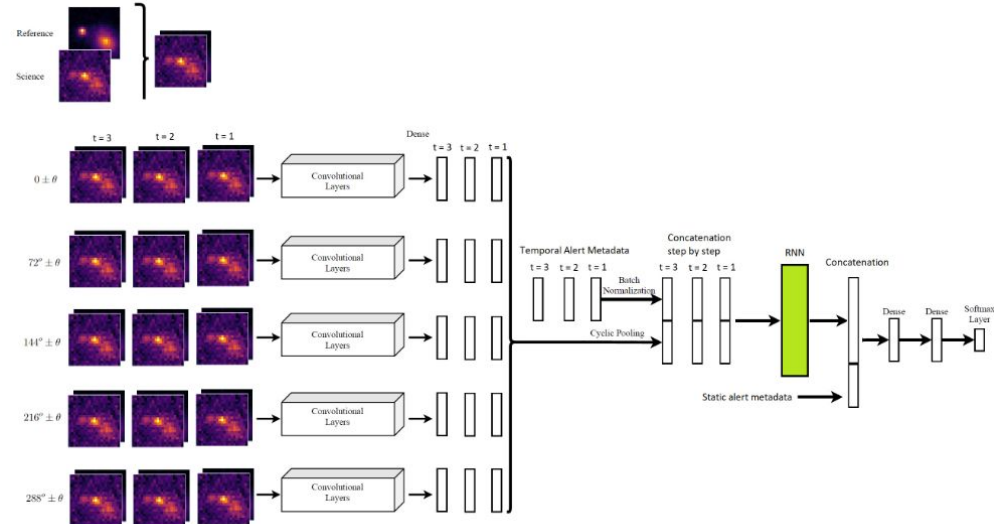 Reference
Science
t = 3 t = 2 t = 1
Dense
t = 3 t = 2 t = 1
0 ± θ
Convolutional
Layers
72° ± θ
Convolutional
Layers
Temporal Alert Metadata
t = 3 t = 2 t = 1
Batch
Normalization
Concatenation
step by step
t = 3 t = 2 t = 1
RNN
Concatenation
144° ± θ
Convolutional
Layers
Cyclic Pooling
Dense
Dense
Softmax
Layer
Static alert metadata
216° ± θ
Convolutional
Layers
288° ± θ
Convolutional
Layers